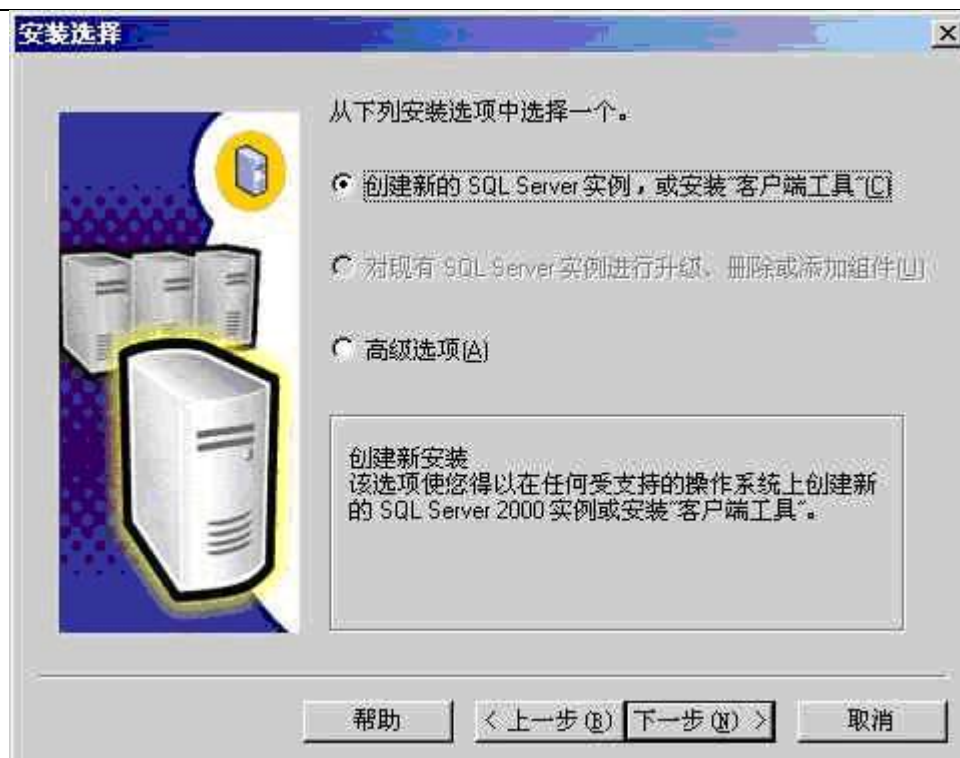 安装选择
从下列安装选项中选择一个。
创建新的 SQL Server 实例，或安装"客户端工具"(C)
对现有 SQL Server 实例进行升级、删除或添加组件(U)
高级选项(A)
创建新安装
该选项使您得以在任何受支持的操作系统上创建新
的 SQL Server 2000 实例或安装"客户端工具"。
帮助
< 上一步(B)
下一步(N) >
取消